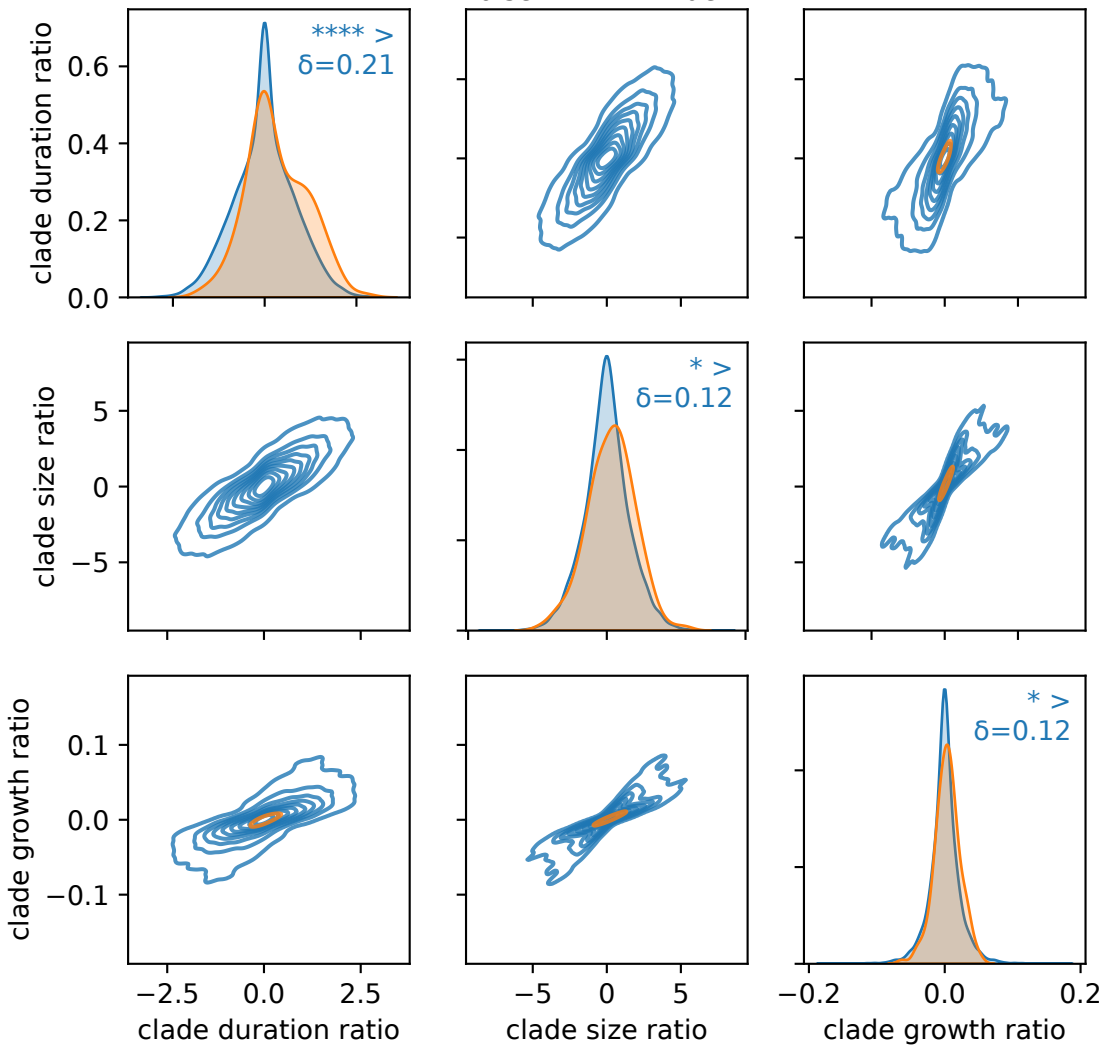 clade duration ratio
0.6
0.4
0.2
0.0
**** >
δ=0.21
clade size ratio
5
0
−5
* >
δ=0.12
clade growth ratio
0.1
0.0
−0.1
* >
δ=0.12
−2.5 0.0 2.5
clade duration ratio
−5 0 5
clade size ratio
−0.2 0.0 0.2
clade growth ratio